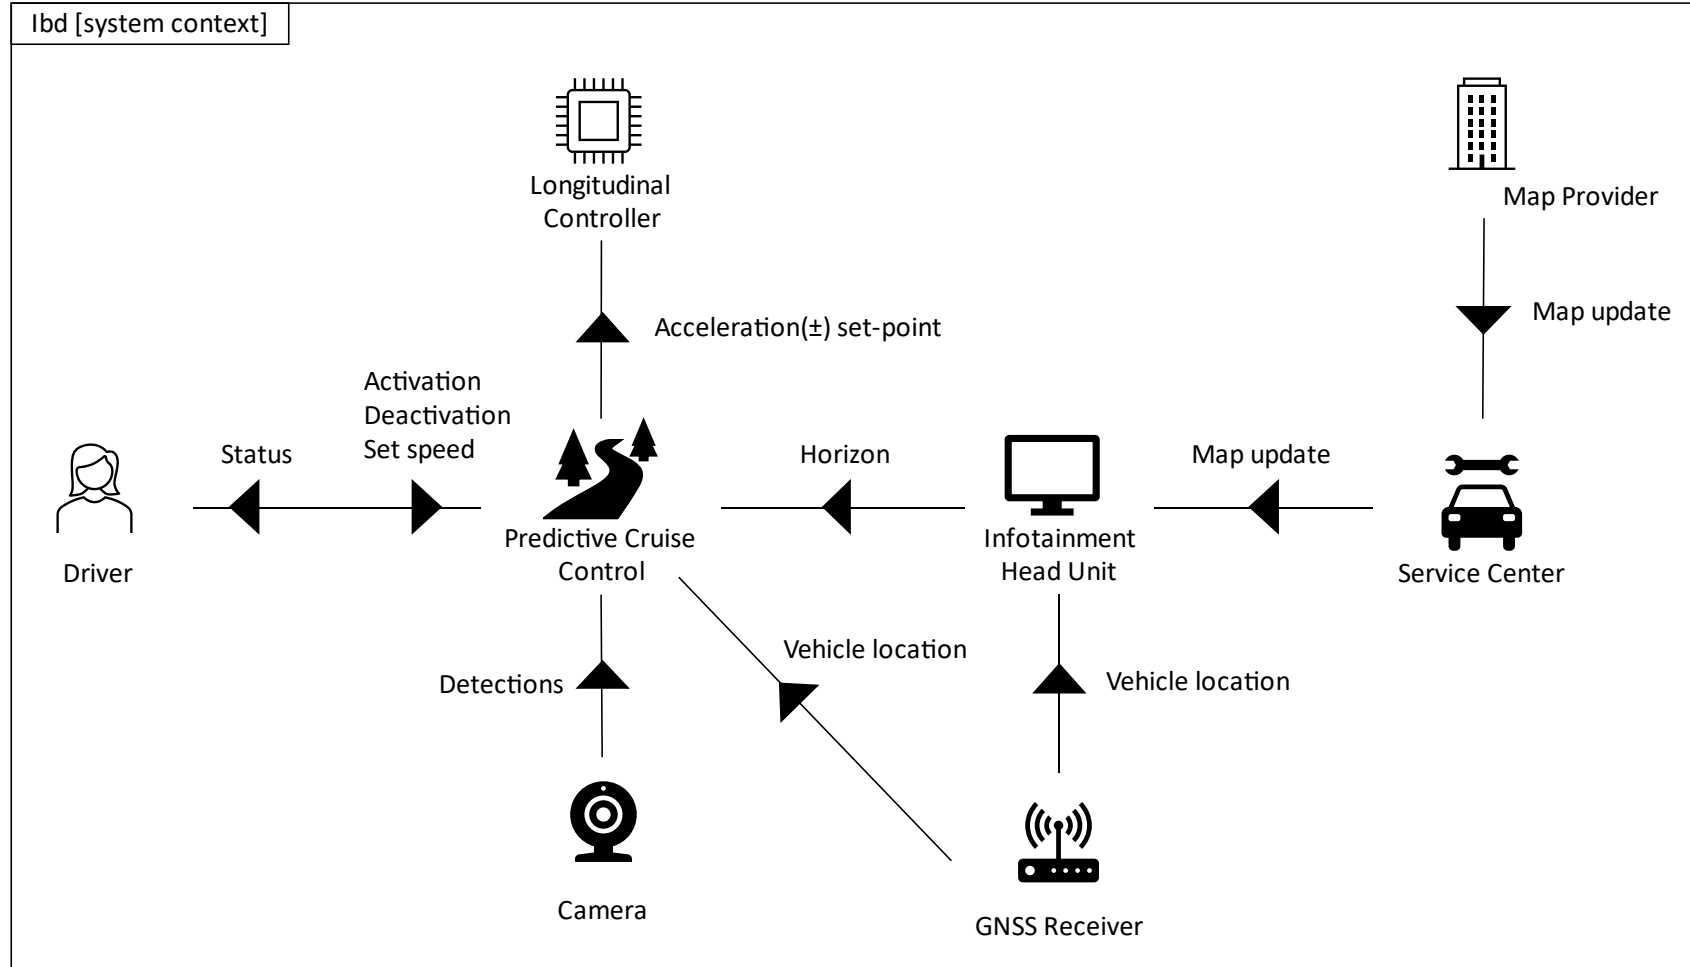 Ibd [system context]
Longitudinal
Controller
Map Provider
Acceleration(±) set-point
Map update
Activation
Deactivation
Set speed
Status
Horizon
Map update
Driver
Predictive Cruise
Control
Infotainment
Head Unit
Service Center
Vehicle location
Detections
Vehicle location
Camera
GNSS Receiver